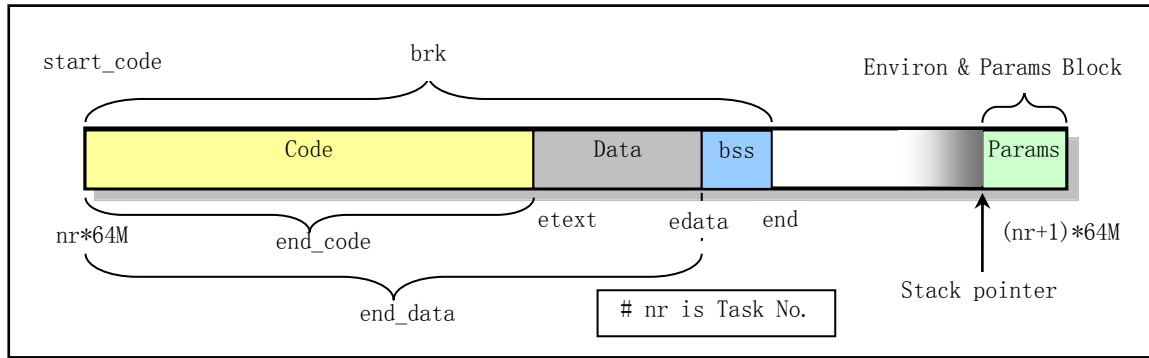 brk
start_code
Environ & Params Block
Code
Data
bss
Params
etext
edata
end
nr*64M
end_code
(nr+1)*64M
Stack pointer
end_data
# nr is Task No.